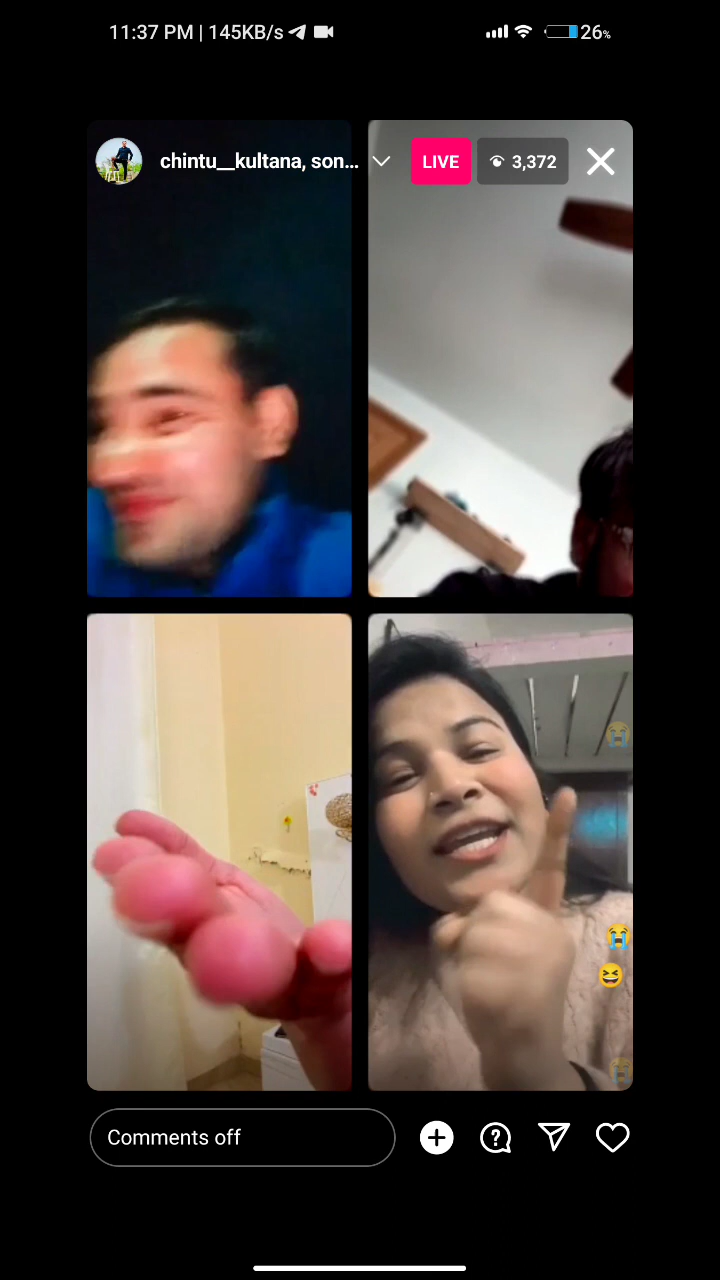 11:37 PM | 145KB/s
26%
chintu__kultana, son...
LIVE
3,372
Comments off